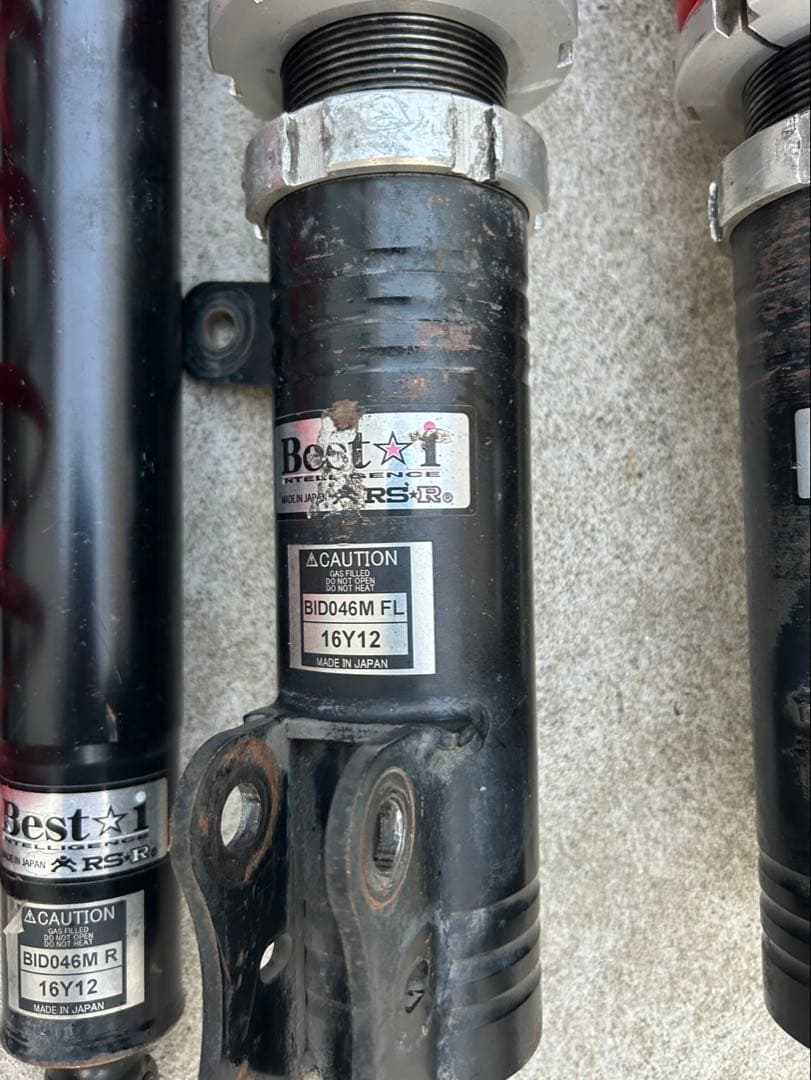 Best☆i
INTELLIGENCE
MADE IN JAPAN RS★R®
⚠CAUTION
GAS FILLED
DO NOT OPEN
DO NOT HEAT
BID046M FL
16Y12
MADE IN JAPAN
Best☆i
INTELLIGENCE
MADE IN JAPAN RS★R®
⚠CAUTION
GAS FILLED
DO NOT OPEN
DO NOT HEAT
BID046M R
16Y12
MADE IN JAPAN